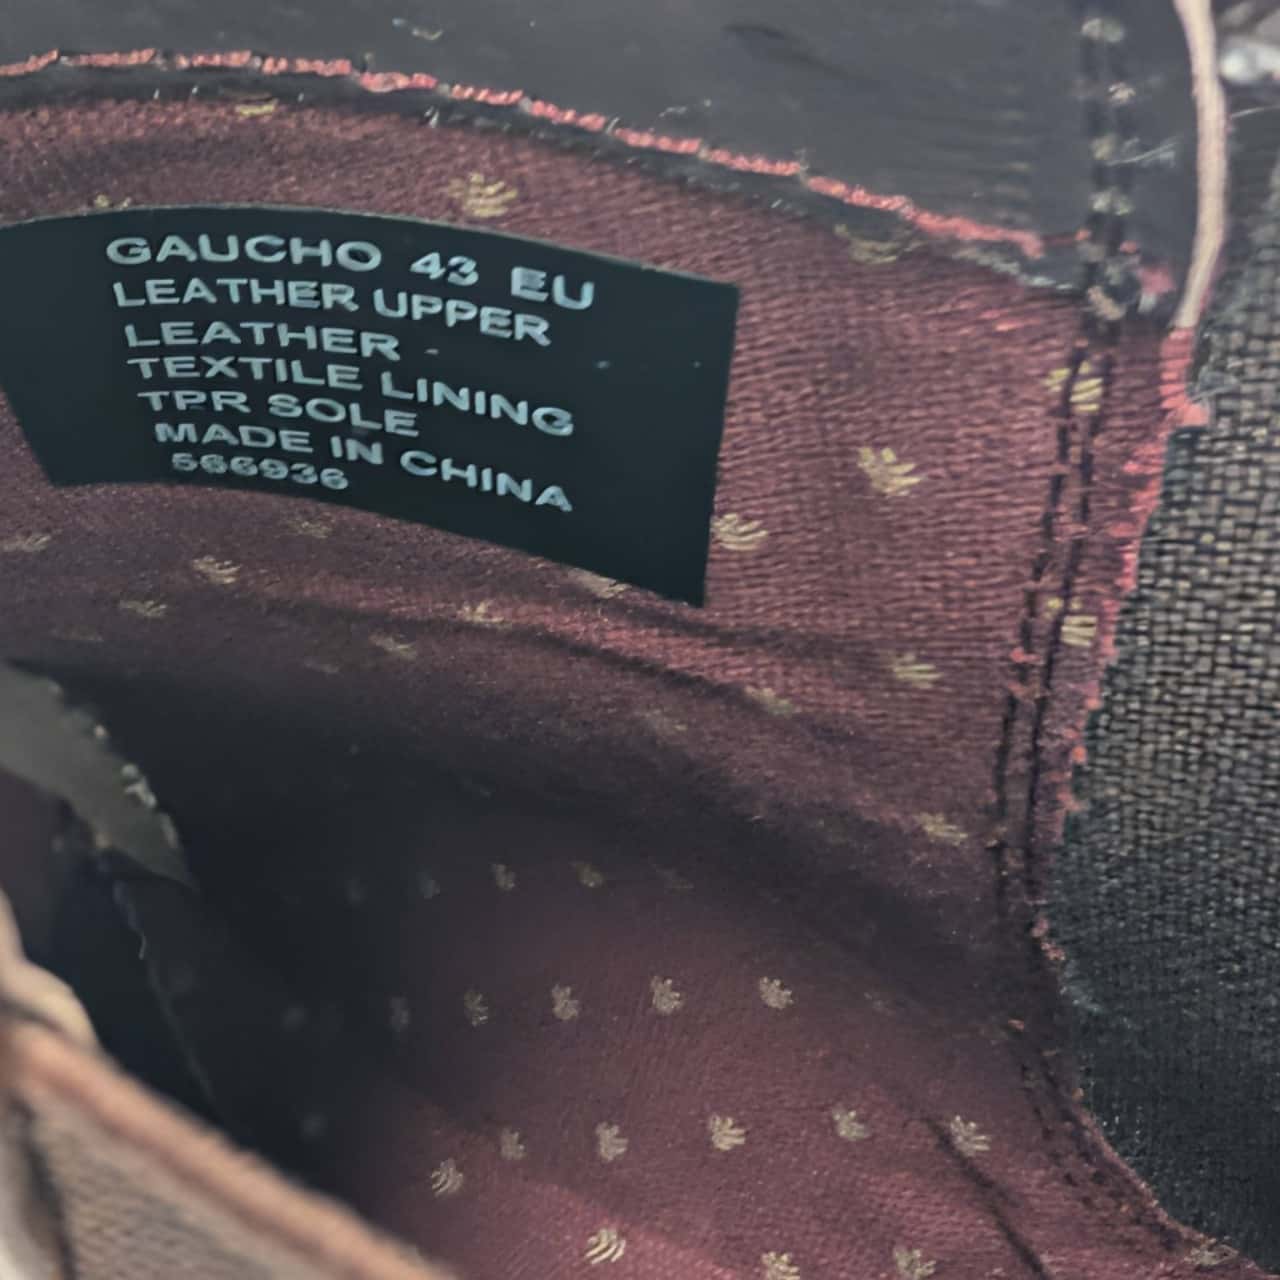 GAUCHO 43 EU
LEATHER UPPER
LEATHER -
TEXTILE LINING
TPR SOLE
MADE IN CHINA
566936